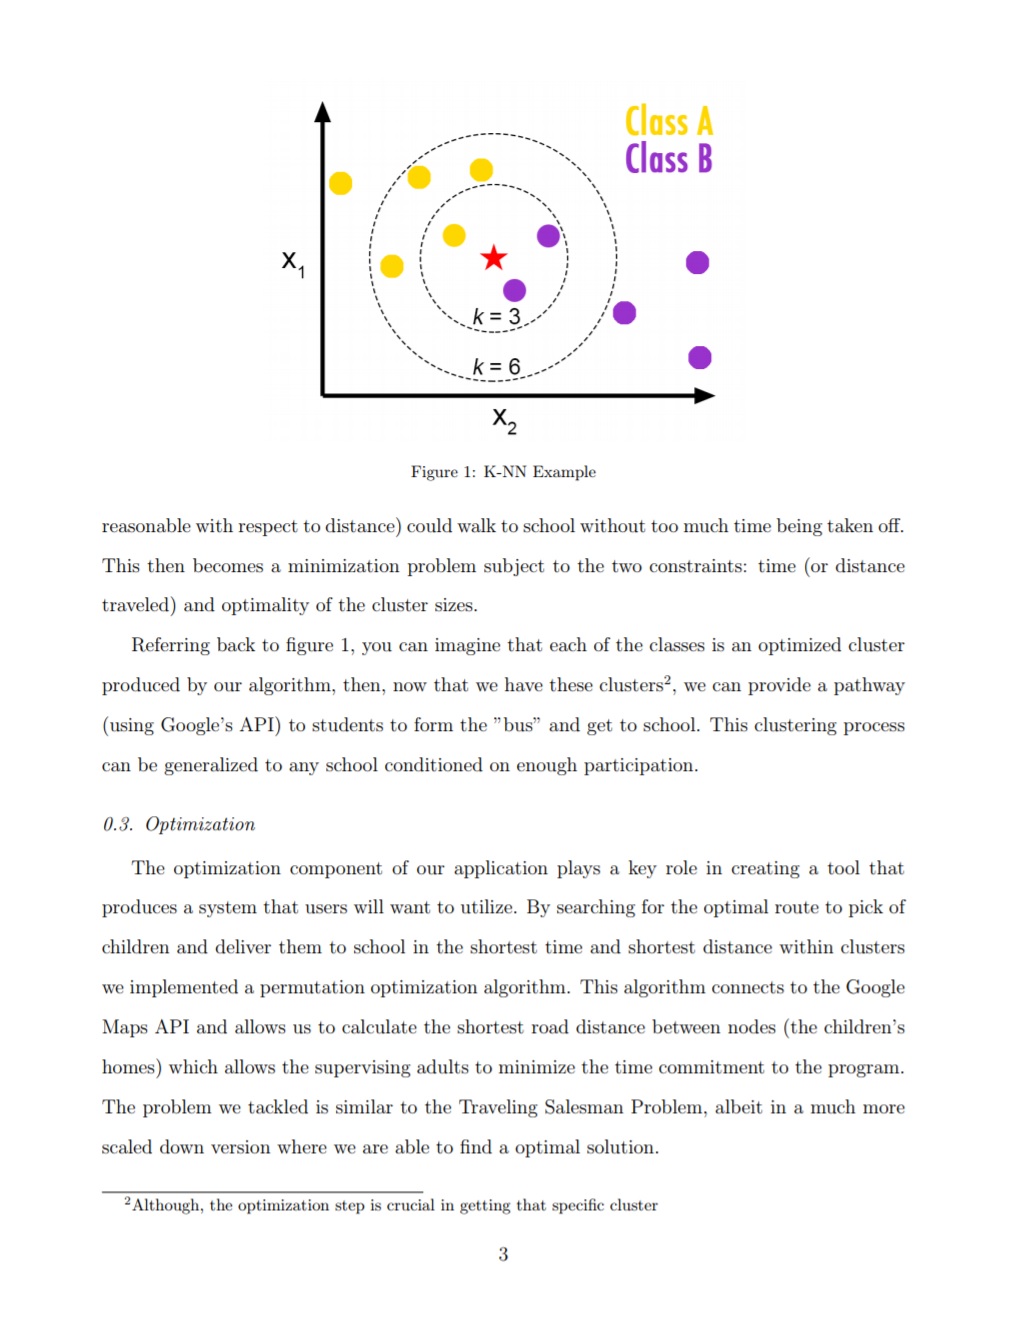 Class A
Class B
X1
k = 3
k = 6
X2
Figure 1: K-NN Example
reasonable with respect to distance) could walk to school without too much time being taken off.
This then becomes a minimization problem subject to the two constraints: time (or distance
traveled) and optimality of the cluster sizes.
Referring back to figure 1, you can imagine that each of the classes is an optimized cluster
produced by our algorithm, then, now that we have these clusters², we can provide a pathway
(using Google's API) to students to form the ”bus” and get to school. This clustering process
can be generalized to any school conditioned on enough participation.
0.3. Optimization
The optimization component of our application plays a key role in creating a tool that
produces a system that users will want to utilize. By searching for the optimal route to pick of
children and deliver them to school in the shortest time and shortest distance within clusters
we implemented a permutation optimization algorithm. This algorithm connects to the Google
Maps API and allows us to calculate the shortest road distance between nodes (the children's
homes) which allows the supervising adults to minimize the time commitment to the program.
The problem we tackled is similar to the Traveling Salesman Problem, albeit in a much more
scaled down version where we are able to find a optimal solution.
²Although, the optimization step is crucial in getting that specific cluster
3